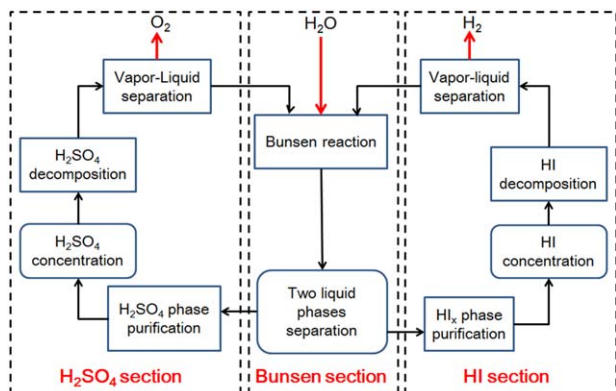 O₂
H₂O
H₂
Vapor-Liquid
separation
Vapor-liquid
separation
Bunsen reaction
H₂SO₄
decomposition
HI
decomposition
H₂SO₄
concentration
HI
concentration
Two liquid
phases
separation
H₂SO₄ phase
purification
HIₓ phase
purification
H₂SO₄ section
Bunsen section
HI section